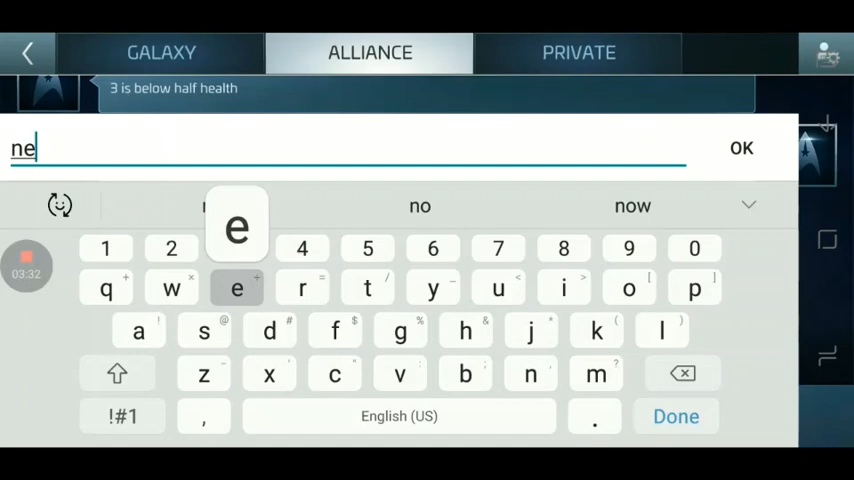 GALAXY ALLIANCE PRIVATE
3 is below half health
ne
OK
no now
e
1 2 4 5 6 7 8 9 0
03:32
q + w × e ÷ r = t / y _ u < i > o [ p ]
a ! s @ d # f $ g % h & j * k ( l )
z - x ' c " v : b ; n , m ?
!#1 , English (US) . Done